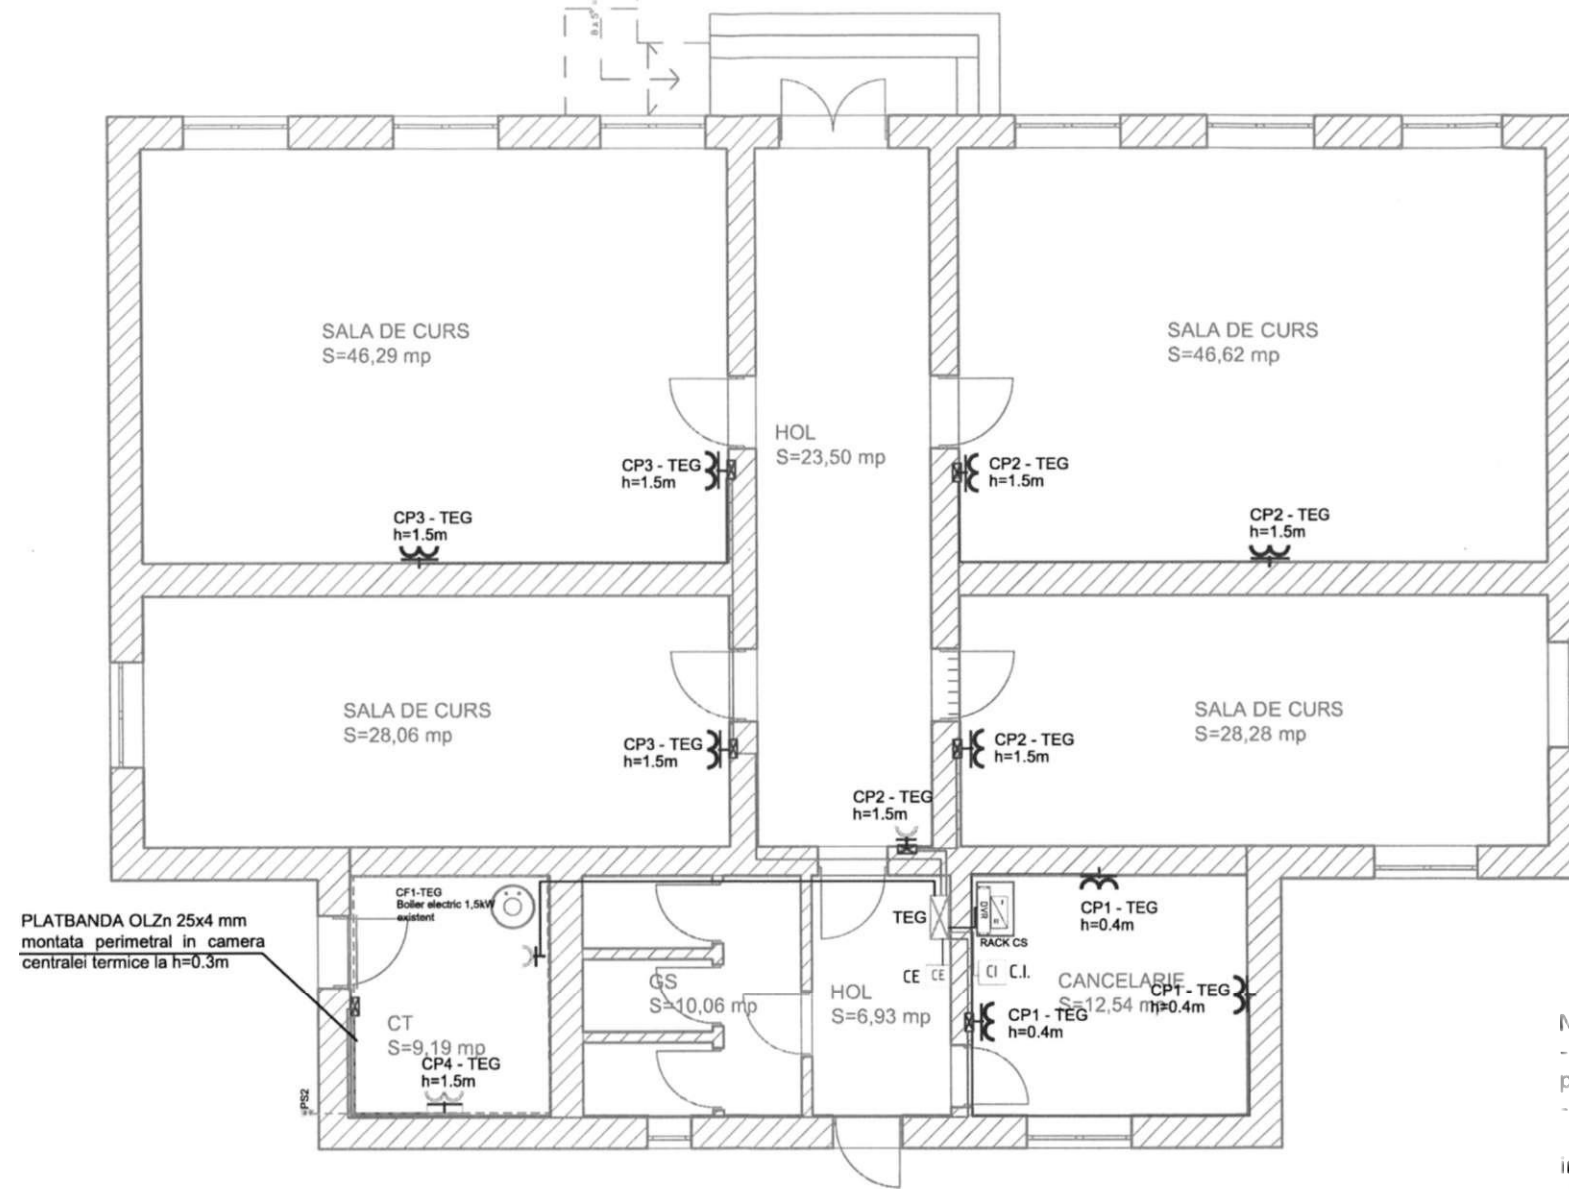 SALA DE CURS
S=46,29 mp
SALA DE CURS
S=46,62 mp
HOL
S=23,50 mp
CP3 - TEG
h=1.5m
CP2 - TEG
h=1.5m
CP3 - TEG
h=1.5m
CP2 - TEG
h=1.5m
SALA DE CURS
S=28,06 mp
SALA DE CURS
S=28,28 mp
CP3 - TEG
h=1.5m
CP2 - TEG
h=1.5m
CP2 - TEG
h=1.5m
CF1-TEG
Boiler electric 1,5kW
existent
PLATBANDA OLZn 25x4 mm
montata perimetral in camera
centralei termice la h=0.3m
TEG
DVR
RACK CS
CP1 - TEG
h=0.4m
CE
CE
CI
C.I.
CANCELARIE
S=12,54 mp
CP1 - TEG
h=0.4m
GS
S=10,06 mp
HOL
S=6,93 mp
CP1 - TEG
h=0.4m
CT
S=9,19 mp
CP4 - TEG
h=1.5m
PS2